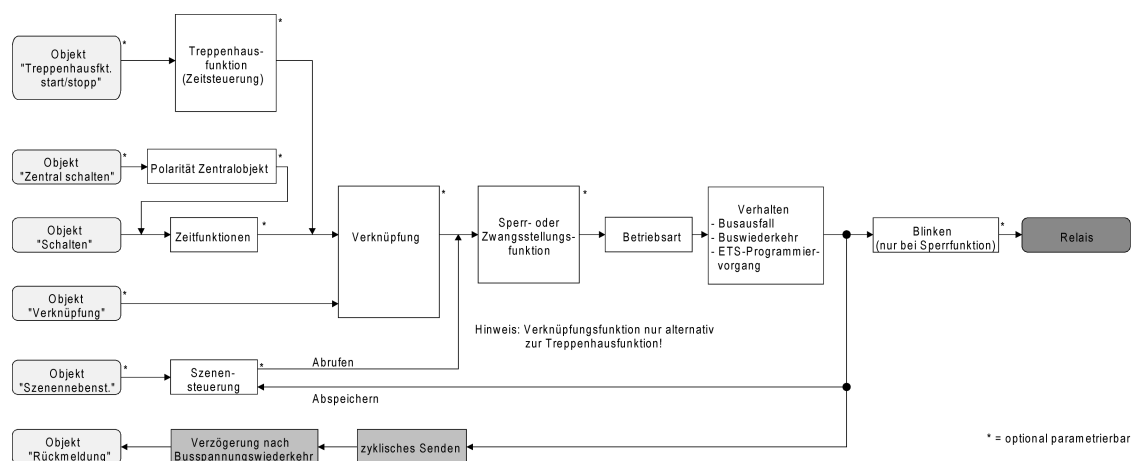 Objekt
"Treppenhausfkt.
start/stopp"
*
Treppenhaus-
funktion
(Zeitsteuerung)
*
Objekt
"Zentral schalten"
*
Polarität Zentralobjekt
*
Objekt
"Schalten"
Zeitfunktionen
*
Verknüpfung
*
Sperr- oder
Zwangsstellungs-
funktion
*
Betriebsart
Verhalten
- Busausfall
- Buswiederkehr
- ETS-Programmier-
vorgang
Blinken
(nur bei Sperrfunktion)
*
Relais
Objekt
"Verknüpfung"
*
Hinweis: Verknüpfungsfunktion nur alternativ
zur Treppenhausfunktion!
Objekt
"Szenennebenst."
*
Szenen-
steuerung
*
Abrufen
Abspeichern
Objekt
"Rückmeldung"
Verzögerung nach
Busspannungswiederkehr
zyklisches Senden
* = optional parametrierbar